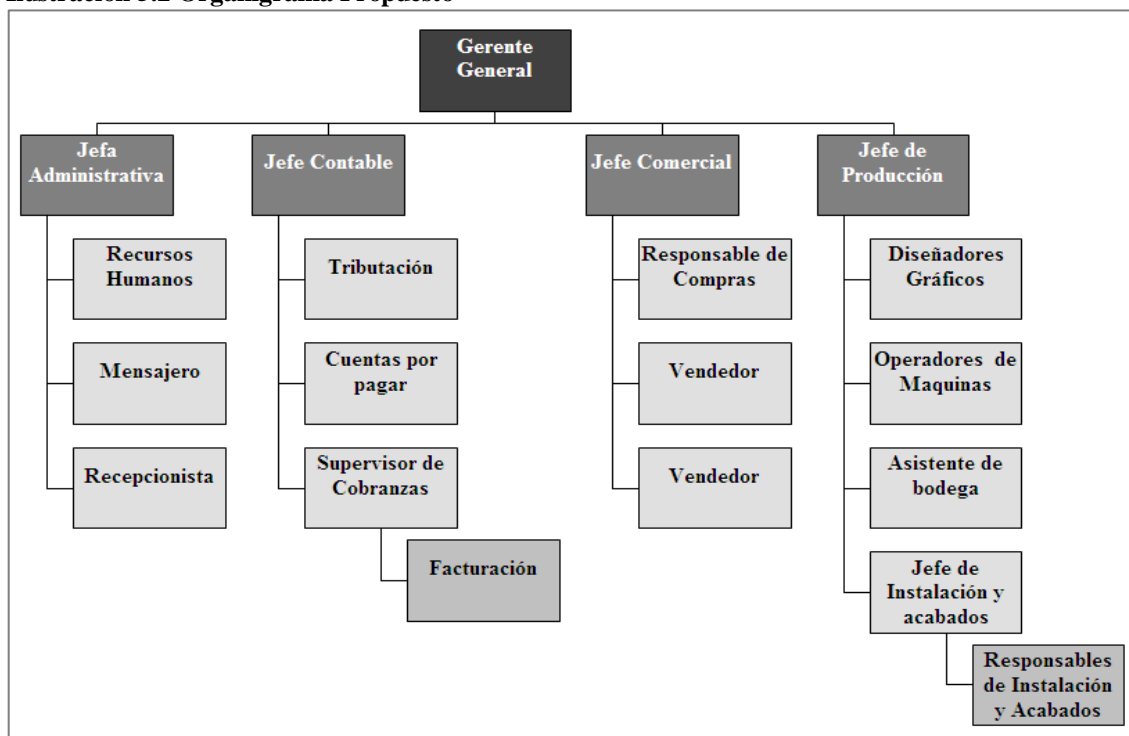 Ilustración 3.2 Organigrama Propuesto
Gerente
General
Jefa
Administrativa
Jefe Contable
Jefe Comercial
Jefe de
Producción
Recursos
Humanos
Tributación
Responsable de
Compras
Diseñadores
Gráficos
Mensajero
Cuentas por
pagar
Vendedor
Operadores de
Maquinas
Recepcionista
Supervisor de
Cobranzas
Vendedor
Asistente de
bodega
Facturación
Jefe de
Instalación y
acabados
Responsables
de Instalación
y Acabados